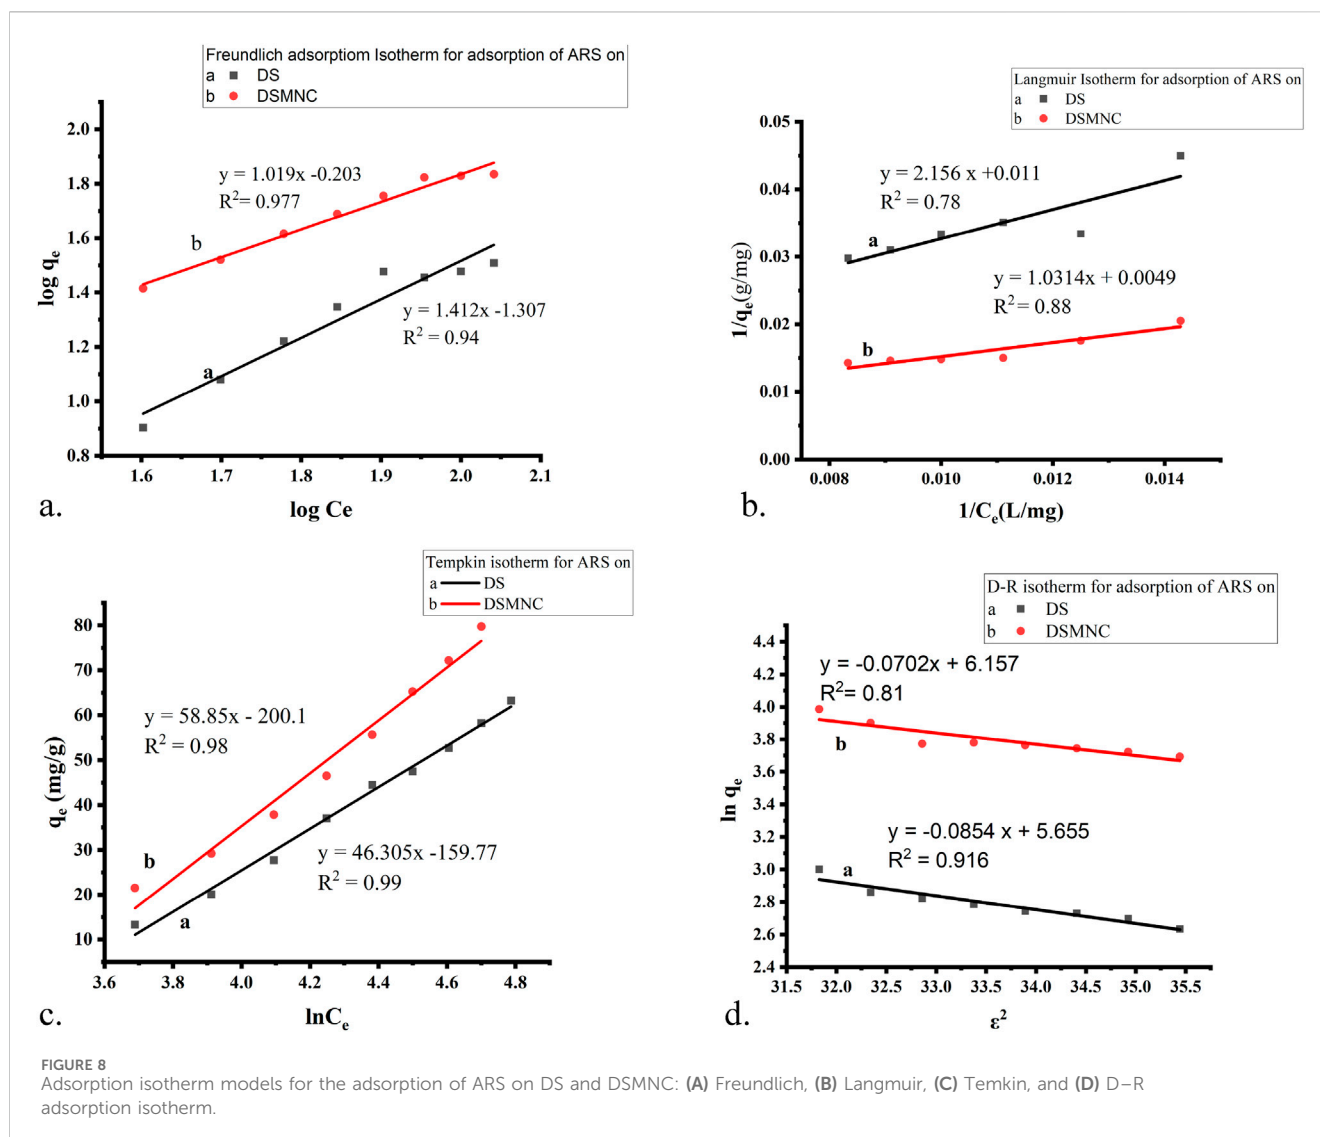 Freundlich adsorptiom Isotherm for adsorption of ARS on
a DS
b DSMNC
2.0
1.8
1.6
1.4
1.2
1.0
0.8
log qe
y = 1.019x -0.203
R2= 0.977
b
y = 1.412x -1.307
R2 = 0.94
a
1.6 1.7 1.8 1.9 2.0 2.1
log Ce
a.
Langmuir Isotherm for adsorption of ARS on
a DS
b DSMNC
0.05
0.04
0.03
0.02
0.01
0.00
1/qe(g/mg)
y = 2.156 x +0.011
R2 = 0.78
a
y = 1.0314x + 0.0049
R2 = 0.88
b
0.008 0.010 0.012 0.014
1/Ce(L/mg)
b.
Tempkin isotherm for ARS on
a DS
b DSMNC
80
70
60
50
40
30
20
10
qe (mg/g)
y = 58.85x - 200.1
R2 = 0.98
b
y = 46.305x -159.77
R2 = 0.99
a
3.6 3.8 4.0 4.2 4.4 4.6 4.8
lnCe
c.
D-R isotherm for adsorption of ARS on
a DS
b DSMNC
4.4
4.2
4.0
3.8
3.6
3.4
3.2
3.0
2.8
2.6
2.4
ln qe
y = -0.0702x + 6.157
R2= 0.81
b
y = -0.0854 x + 5.655
R2 = 0.916
a
31.5 32.0 32.5 33.0 33.5 34.0 34.5 35.0 35.5
ε2
d.
FIGURE 8
Adsorption isotherm models for the adsorption of ARS on DS and DSMNC: (A) Freundlich, (B) Langmuir, (C) Temkin, and (D) D–R
adsorption isotherm.